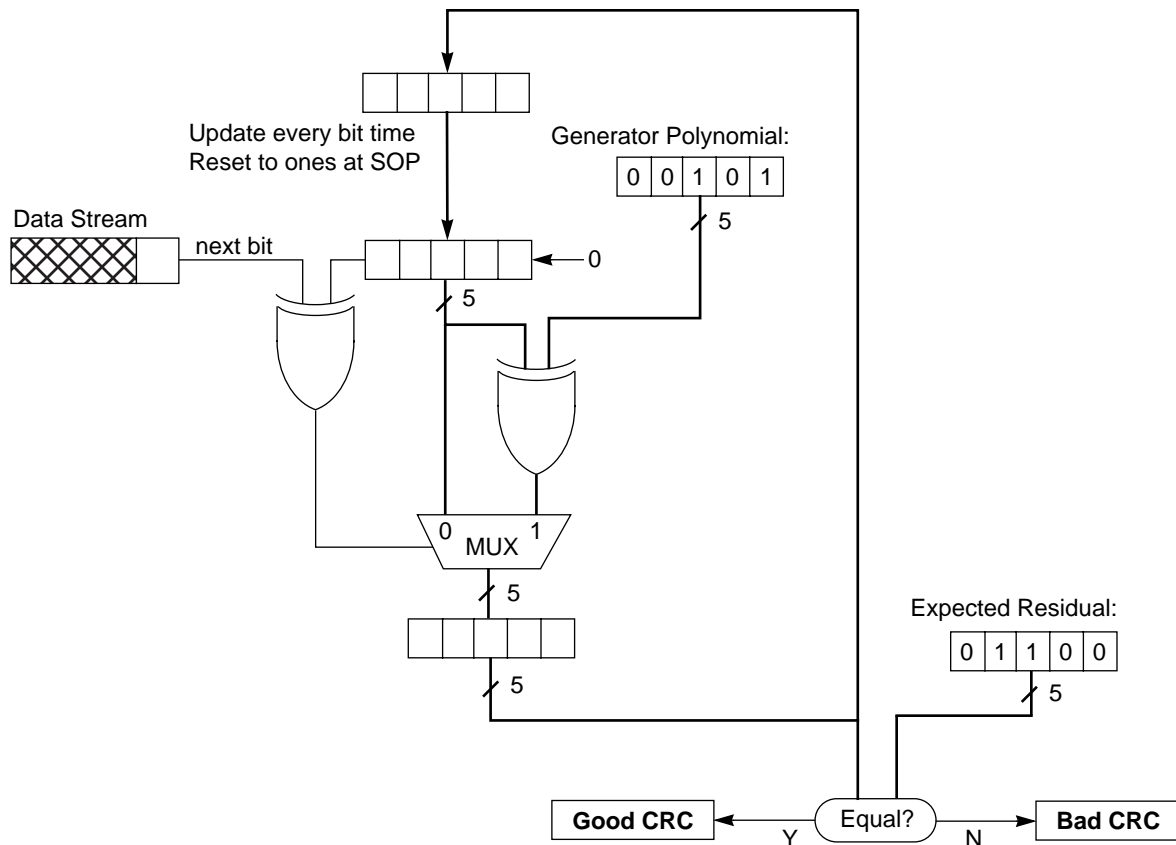 Update every bit time
Reset to ones at SOP
Generator Polynomial:
0 0 1 0 1
5
Data Stream
next bit
0
5
0 1
MUX
5
Expected Residual:
0 1 1 0 0
5
5
Good CRC
Y
Equal?
N
Bad CRC